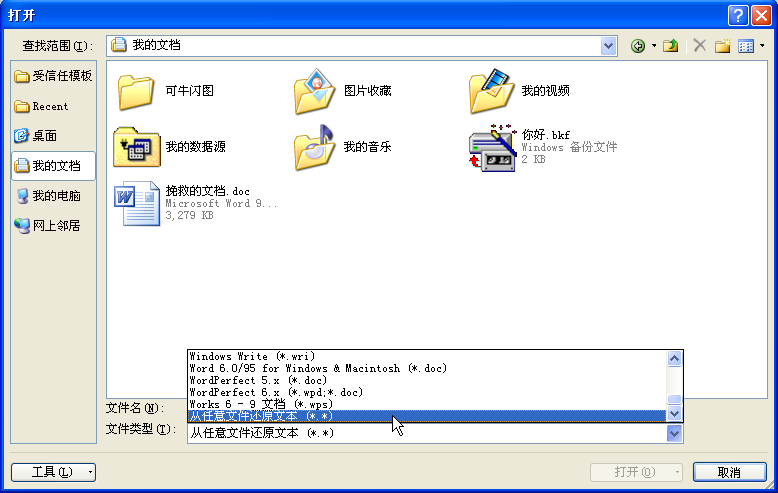 打开
查找范围(I):
我的文档
受信任模板
Recent
桌面
我的文档
我的电脑
网上邻居
可牛闪图
图片收藏
我的视频
我的数据源
我的音乐
你好.bkf
Windows 备份文件
2 KB
挽救的文档.doc
Microsoft Word 9...
3,279 KB
Windows Write (*.wri)
Word 6.0/95 for Windows & Macintosh (*.doc)
WordPerfect 5.x (*.doc)
WordPerfect 6.x (*.wpd;*.doc)
Works 6 - 9 文档 (*.wps)
从任意文件还原文本 (*.*)
文件名(N):
文件类型(T):
从任意文件还原文本 (*.*)
工具(L)
打开(O)
取消